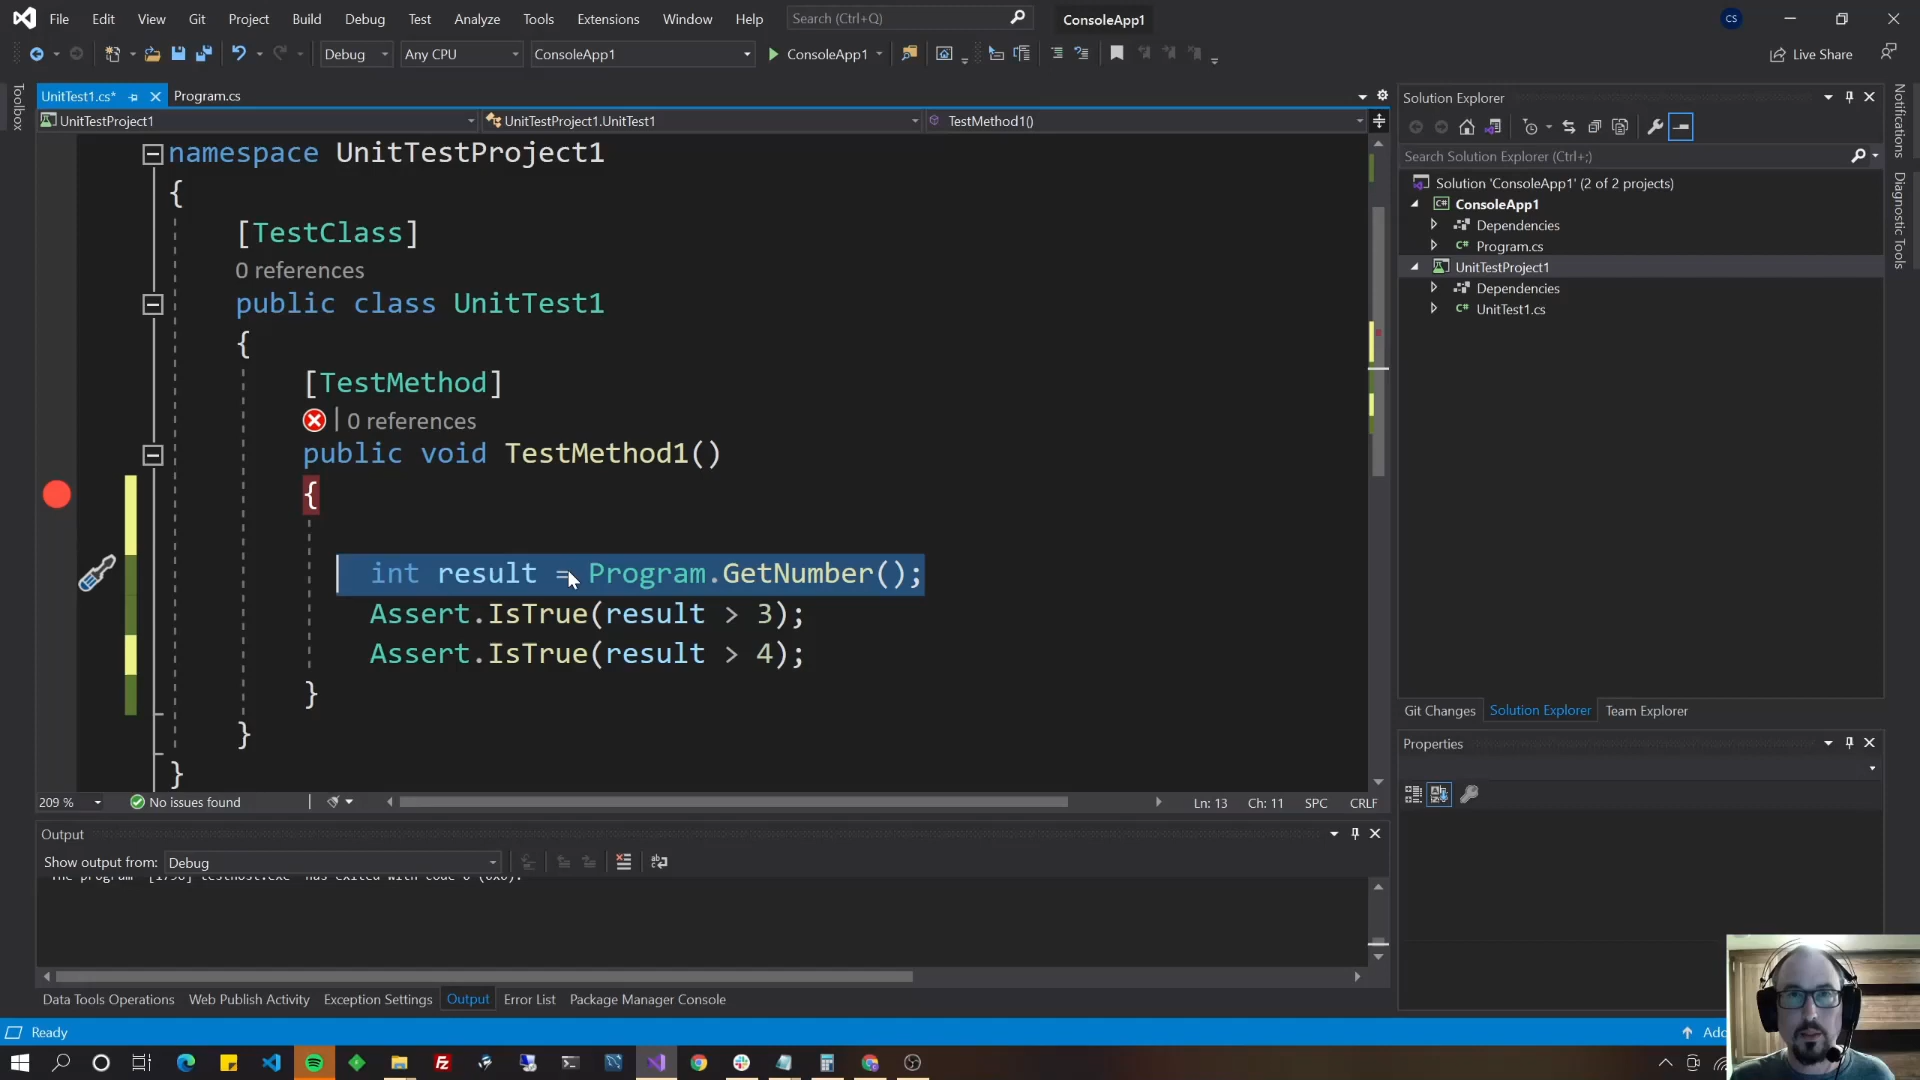 File Edit View Git Project Build Debug Test Analyze Tools Extensions Window Help Search (Ctrl+Q) ConsoleApp1 CS
Debug Any CPU ConsoleApp1 ConsoleApp1 Live Share
Toolbox
UnitTest1.cs* Program.cs
UnitTestProject1 UnitTestProject1.UnitTest1 TestMethod1()
namespace UnitTestProject1
{
[TestClass]
0 references
public class UnitTest1
{
[TestMethod]
0 references
public void TestMethod1()
{
int result = Program.GetNumber();
Assert.IsTrue(result > 3);
Assert.IsTrue(result > 4);
}
}
}
209 % No issues found Ln: 13 Ch: 11 SPC CRLF
Output
Show output from: Debug
Data Tools Operations Web Publish Activity Exception Settings Output Error List Package Manager Console
Ready
Solution Explorer
Search Solution Explorer (Ctrl+;)
Solution 'ConsoleApp1' (2 of 2 projects)
C# ConsoleApp1
Dependencies
C# Program.cs
UnitTestProject1
Dependencies
C# UnitTest1.cs
Git Changes Solution Explorer Team Explorer
Properties
Notifications
Diagnostic Tools